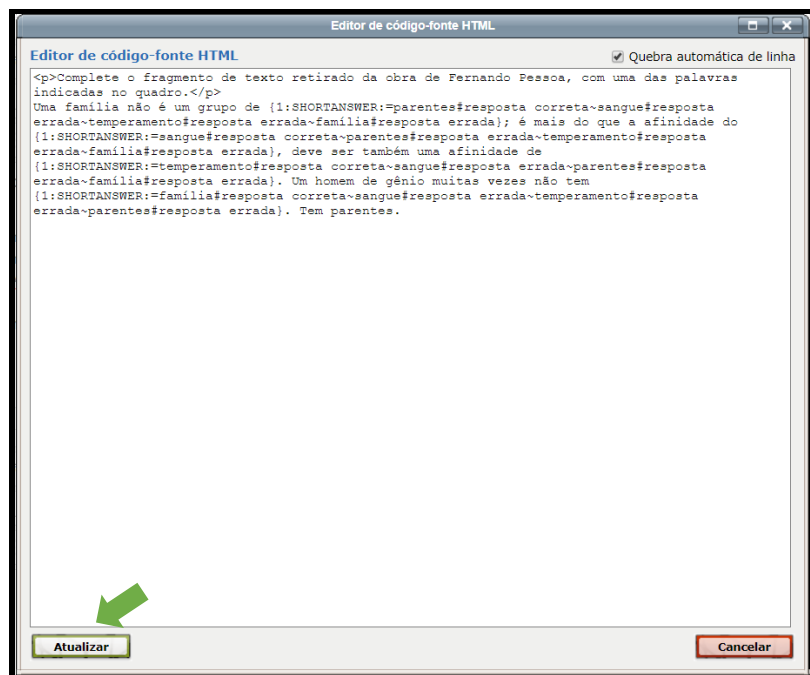 Editor de código-fonte HTML
Editor de código-fonte HTML
Quebra automática de linha
<p>Complete o fragmento de texto retirado da obra de Fernando Pessoa, com uma das palavras
indicadas no quadro.</p>
Uma família não é um grupo de {1:SHORTANSWER:=parentes#resposta correta~sangue#resposta
errada~temperamento#resposta errada~família#resposta errada}; é mais do que a afinidade do
{1:SHORTANSWER:=sangue#resposta correta~parentes#resposta errada~temperamento#resposta
errada~família#resposta errada}, deve ser também uma afinidade de
{1:SHORTANSWER:=temperamento#resposta correta~sangue#resposta errada~parentes#resposta
errada~família#resposta errada}. Um homem de gênio muitas vezes não tem
{1:SHORTANSWER:=família#resposta correta~sangue#resposta errada~temperamento#resposta
errada~parentes#resposta errada}. Tem parentes.
Atualizar
Cancelar